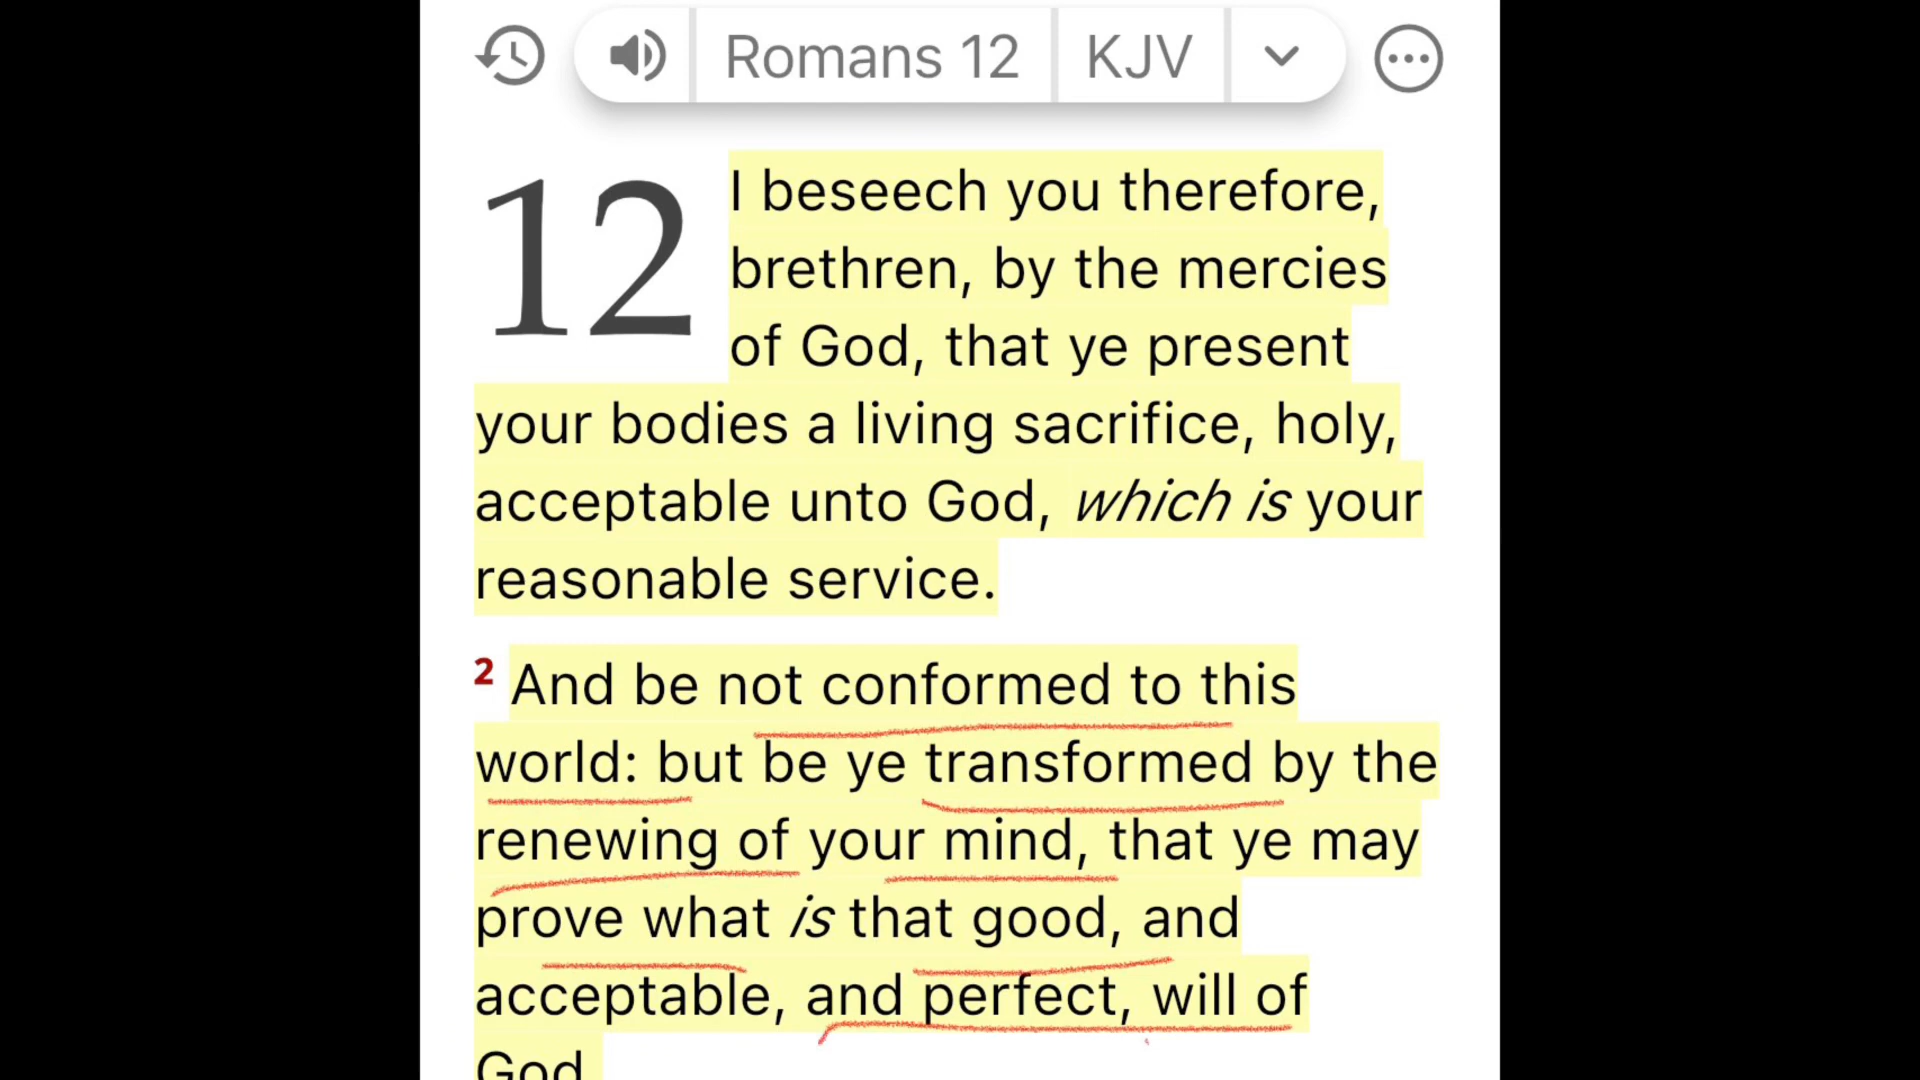 Romans 12 KJV
12 I beseech you therefore,
brethren, by the mercies
of God, that ye present
your bodies a living sacrifice, holy,
acceptable unto God, which is your
reasonable service.
2 And be not conformed to this
world: but be ye transformed by the
renewing of your mind, that ye may
prove what is that good, and
acceptable, and perfect, will of
God.